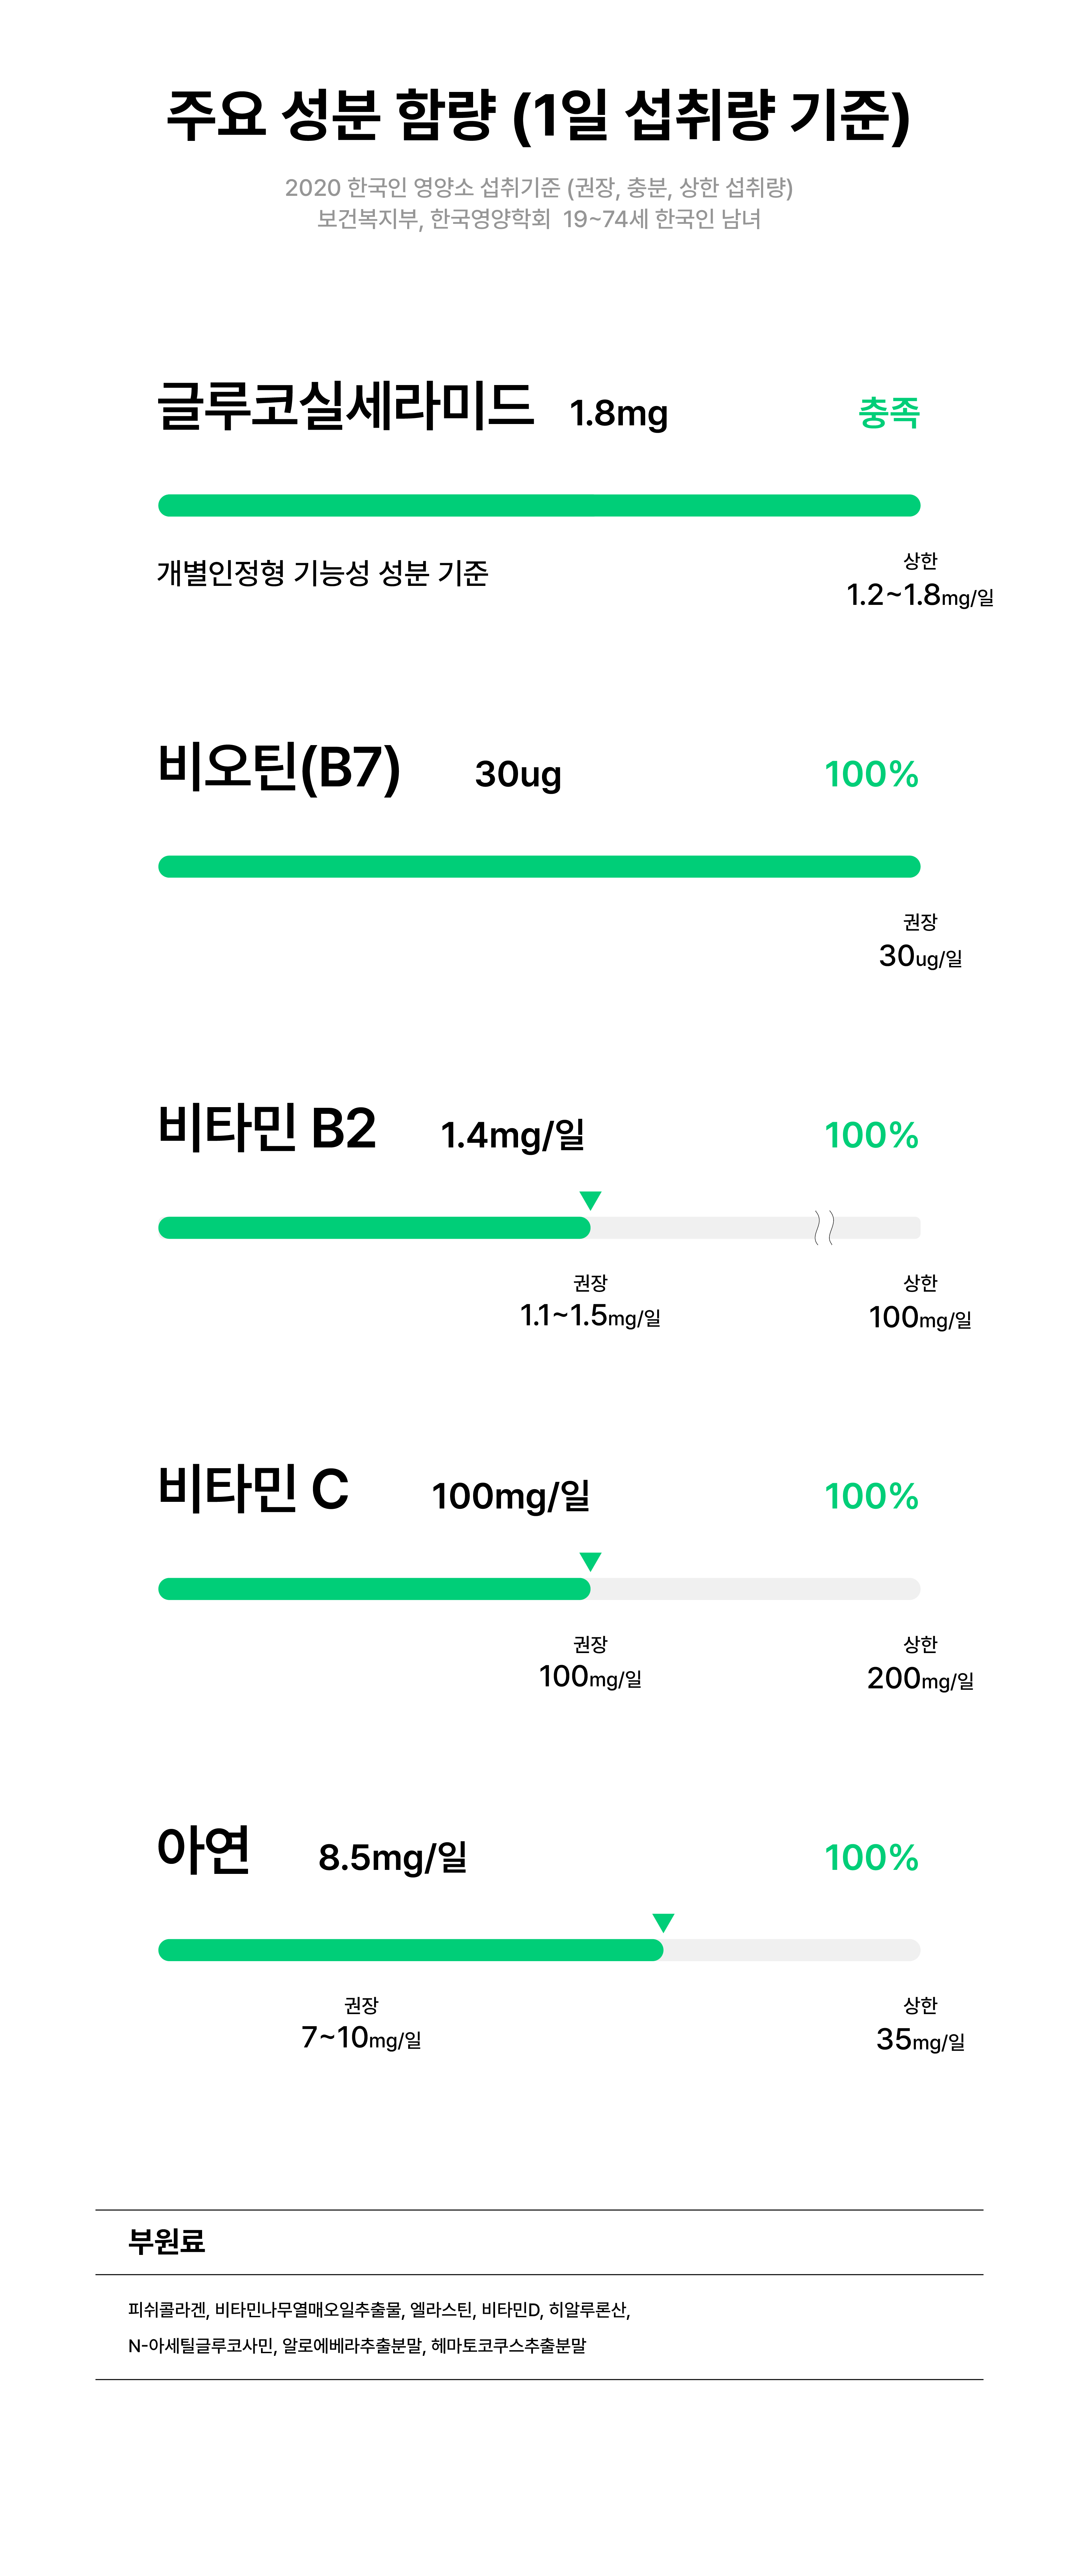 주요 성분 함량 (1일 섭취량 기준)
2020 한국인 영양소 섭취기준 (권장, 충분, 상한 섭취량)
보건복지부, 한국영양학회 19~74세 한국인 남녀
글루코실세라미드 1.8mg 충족
개별인정형 기능성 성분 기준
상한
1.2~1.8mg/일
비오틴(B7) 30ug 100%
권장
30ug/일
비타민 B2 1.4mg/일 100%
권장 상한
1.1~1.5mg/일 100mg/일
비타민 C 100mg/일 100%
권장 상한
100mg/일 200mg/일
아연 8.5mg/일 100%
권장 상한
7~10mg/일 35mg/일
부원료
피쉬콜라겐, 비타민나무열매오일추출물, 엘라스틴, 비타민D, 히알루론산,
N-아세틸글루코사민, 알로에베라추출분말, 헤마토코쿠스추출분말